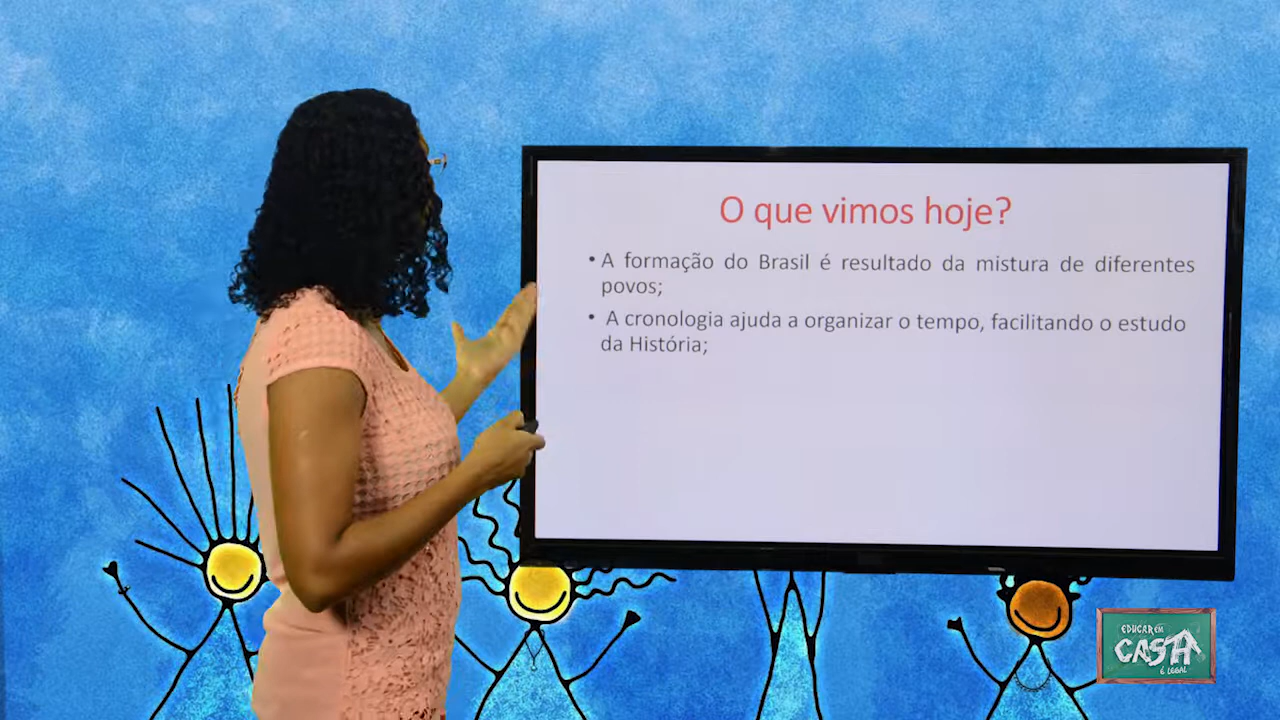 O que vimos hoje?
• A formação do Brasil é resultado da mistura de diferentes
povos;
• A cronologia ajuda a organizar o tempo, facilitando o estudo
da História;
EDUCAR EM
CASA
É LEGAL